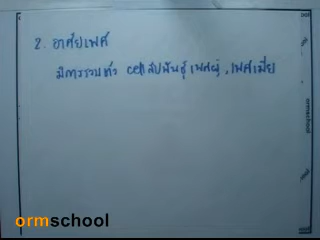 2. อาศัยเพศ
มีการรวมตัว cell สืบพันธุ์ เพศผู้, เพศเมีย
ormschool